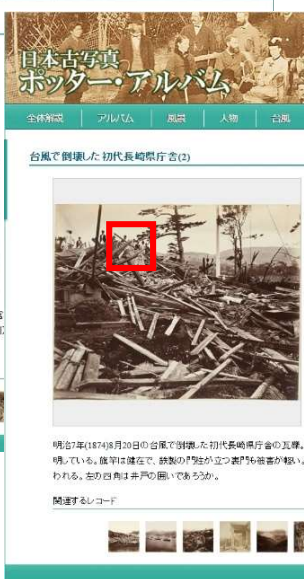 日本古写真
ポッター・アルバム
全体解説
アルバム
風景
人物
台風
台風で倒壊した初代長崎県庁舎(2)
明治7年(1874)8月20日の台風で倒壊した初代長崎県庁舎の瓦礫。
明している。旗竿は健在で、鉄製の門柱が立つ表門も被害が軽い。
われる。左の四角は井戸の囲いであろうか。
関連するレコード